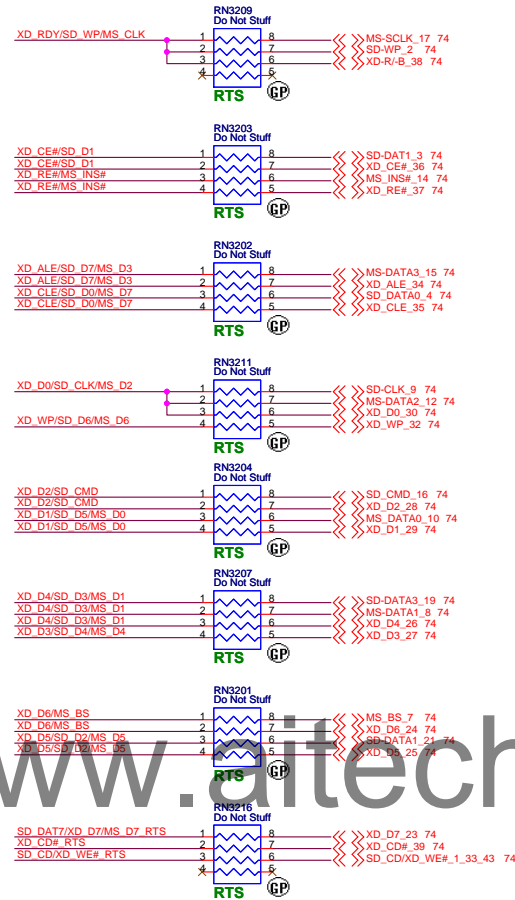 RN3209
Do Not Stuff
XD_RDY/SD_WP/MS_CLK 1 8 MS-SCLK_17 74
2 7 SD-WP_2 74
3 6 XD-R/-B_38 74
4 5
RTS GP
RN3203
Do Not Stuff
XD_CE#/SD_D1 1 8 SD-DAT1_3 74
XD_CE#/SD_D1 2 7 XD_CE#_36 74
XD_RE#/MS_INS# 3 6 MS_INS#_14 74
XD_RE#/MS_INS# 4 5 XD_RE#_37 74
RTS GP
RN3202
Do Not Stuff
XD_ALE/SD_D7/MS_D3 1 8 MS-DATA3_15 74
XD_ALE/SD_D7/MS_D3 2 7 XD_ALE_34 74
XD_CLE/SD_D0/MS_D7 3 6 SD_DATA0_4 74
XD_CLE/SD_D0/MS_D7 4 5 XD_CLE_35 74
RTS GP
RN3211
Do Not Stuff
XD_D0/SD_CLK/MS_D2 1 8 SD-CLK_9 74
2 7 MS-DATA2_12 74
3 6 XD_D0_30 74
XD_WP/SD_D6/MS_D6 4 5 XD_WP_32 74
RTS GP
RN3204
Do Not Stuff
XD_D2/SD_CMD 1 8 SD_CMD_16 74
XD_D2/SD_CMD 2 7 XD_D2_28 74
XD_D1/SD_D5/MS_D0 3 6 MS_DATA0_10 74
XD_D1/SD_D5/MS_D0 4 5 XD_D1_29 74
RTS GP
RN3207
Do Not Stuff
XD_D4/SD_D3/MS_D1 1 8 SD-DATA3_19 74
XD_D4/SD_D3/MS_D1 2 7 MS-DATA1_8 74
XD_D4/SD_D3/MS_D1 3 6 XD_D4_26 74
XD_D3/SD_D4/MS_D4 4 5 XD_D3_27 74
RTS GP
RN3201
Do Not Stuff
XD_D6/MS_BS 1 8 MS_BS_7 74
XD_D6/MS_BS 2 7 XD_D6_24 74
XD_D5/SD_D2/MS_D5 3 6 SD-DATA1_21 74
XD_D5/SD_D2/MS_D5 4 5 XD_D5_25 74
RTS GP
ww.aitech
RN3216
Do Not Stuff
SD_DAT7/XD_D7/MS_D7_RTS 1 8 XD_D7_23 74
XD_CD#_RTS 2 7 XD_CD#_39 74
SD_CD/XD_WE#_RTS 3 6 SD_CD/XD_WE#_1_33_43 74
4 5
RTS GP